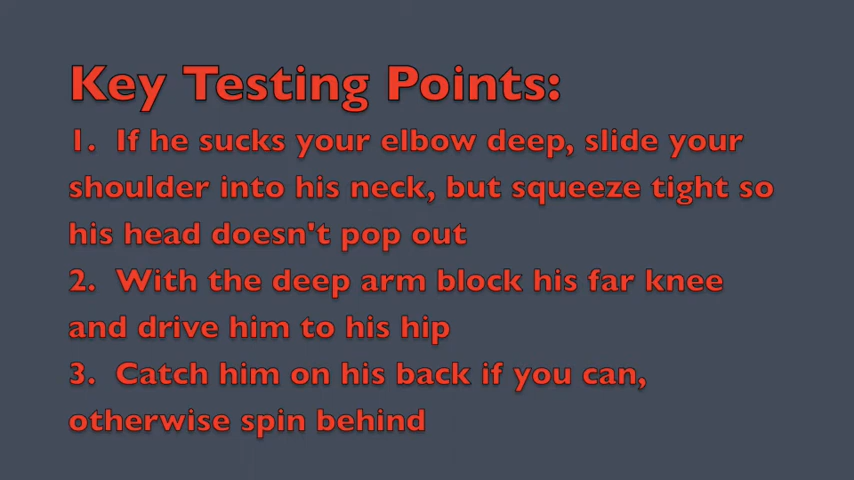 Key Testing Points:
1. If he sucks your elbow deep, slide your
shoulder into his neck, but squeeze tight so
his head doesn't pop out
2. With the deep arm block his far knee
and drive him to his hip
3. Catch him on his back if you can,
otherwise spin behind